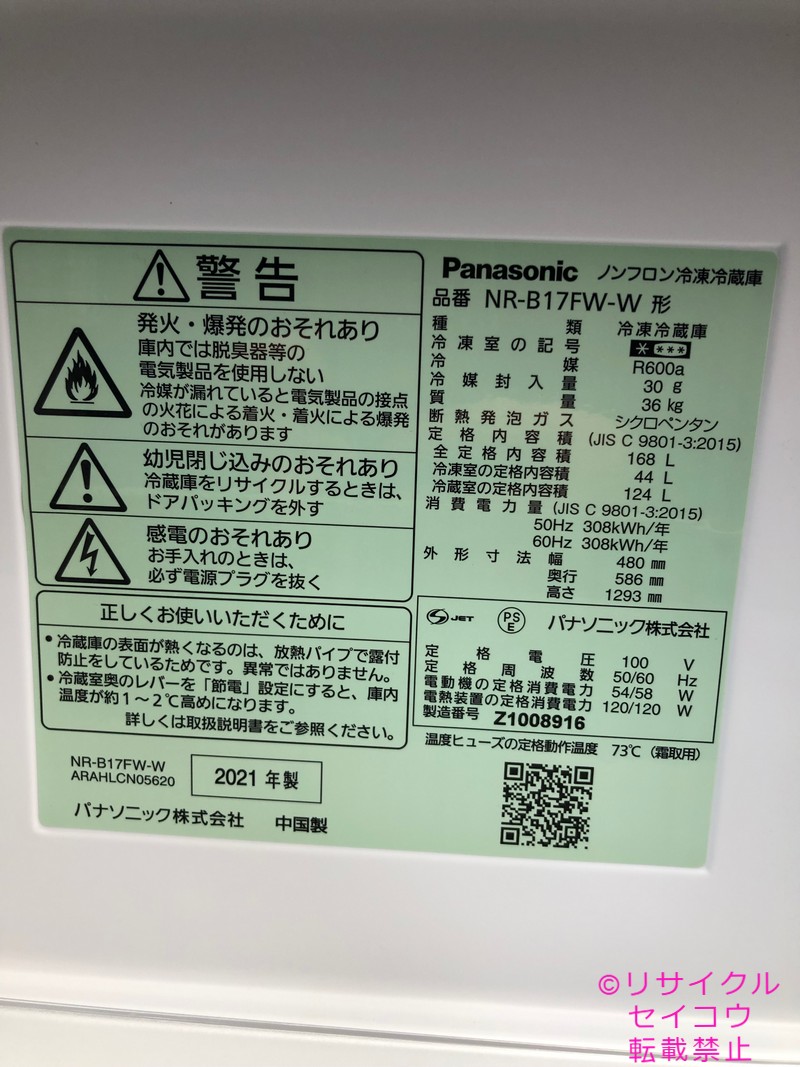 警告
発火・爆発のおそれあり
庫内では脱臭器等の
電気製品を使用しない
冷媒が漏れていると電気製品の接点
の火花による着火・着火による爆発
のおそれがあります
幼児閉じ込みのおそれあり
冷蔵庫をリサイクルするときは、
ドアパッキングを外す
感電のおそれあり
お手入れのときは、
必ず電源プラグを抜く
正しくお使いいただくために
•冷蔵庫の表面が熱くなるのは、放熱パイプで露付
防止をしているためです。異常ではありません。
•冷蔵室奥のレバーを「節電」設定にすると、庫内
温度が約1～2℃高めになります。
詳しくは取扱説明書をご参照ください。
NR-B17FW-W
ARAHLCN05620
2021 年製
パナソニック株式会社 中国製
Panasonic ノンフロン冷凍冷蔵庫
品番 NR-B17FW-W 形
種類 冷凍冷蔵庫
冷凍室の記号 * ***
冷媒 R600a
冷媒封入量 30 g
質量 36 kg
断熱発泡ガス シクロペンタン
定格内容積 (JIS C 9801-3:2015)
全定格内容積 168 L
冷凍室の定格内容積 44 L
冷蔵室の定格内容積 124 L
消費電力量 (JIS C 9801-3:2015)
50Hz 308kWh/年
60Hz 308kWh/年
外形寸法 幅 480 mm
奥行 586 mm
高さ 1293 mm
S JET PS E パナソニック株式会社
定格電圧 100 V
定格周波数 50/60 Hz
電動機の定格消費電力 54/58 W
電熱装置の定格消費電力 120/120 W
製造番号 Z1008916
温度ヒューズの定格動作温度 73℃ (霜取用)
©リサイクル
セイコウ
転載禁止